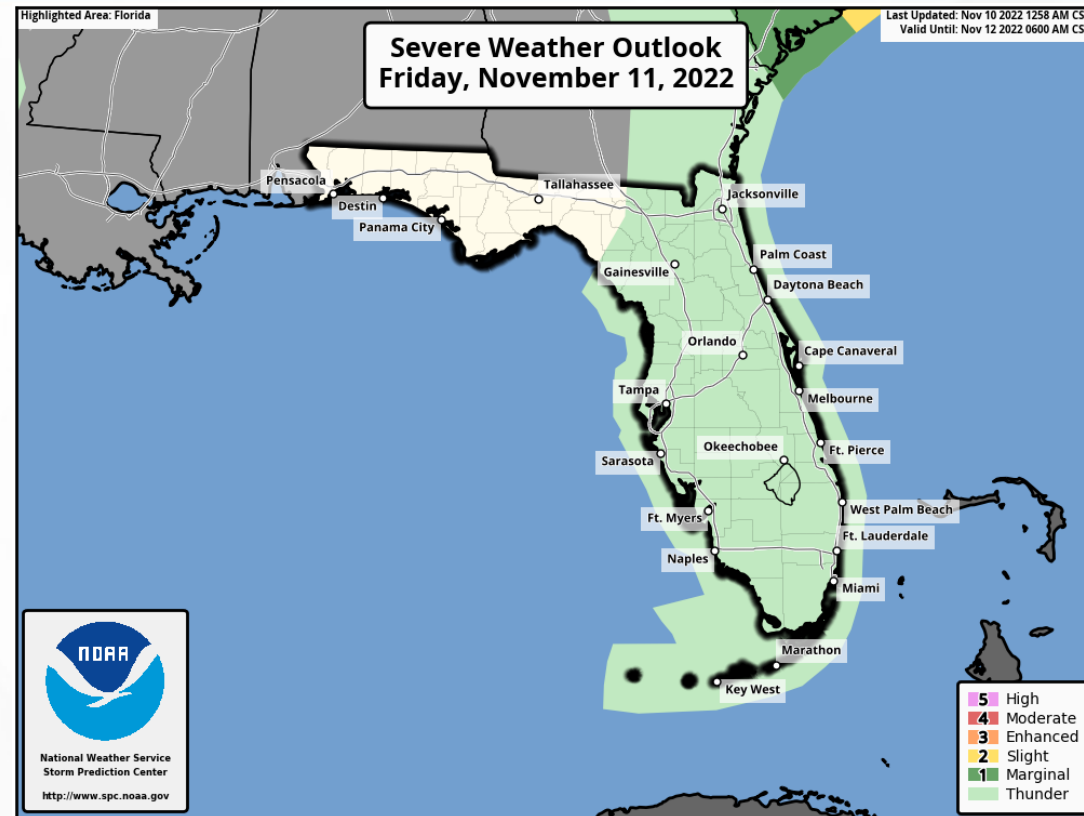 Highlighted Area: Florida
Last Updated: Nov 10 2022 1258 AM CS
Valid Until: Nov 12 2022 0600 AM CS
Severe Weather Outlook
Friday, November 11, 2022
Pensacola
Tallahassee
Destin
Panama City
Jacksonville
Gainesville
Palm Coast
Daytona Beach
Orlando
Cape Canaveral
Tampa
Melbourne
Okeechobee
Ft. Pierce
Sarasota
West Palm Beach
Ft. Myers
Ft. Lauderdale
Naples
Miami
Marathon
Key West
NOAA
National Weather Service
Storm Prediction Center
http://www.spc.noaa.gov
5 High
4 Moderate
3 Enhanced
2 Slight
1 Marginal
Thunder